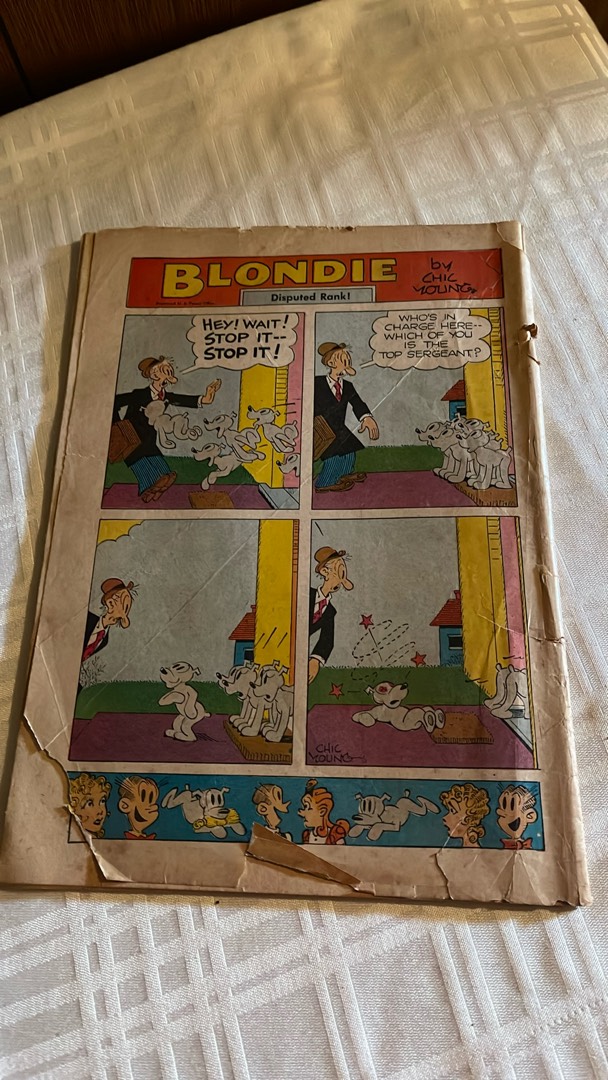 BLONDIE
by
CHIC
YOUNG
Disputed Rank!
HEY! WAIT!
STOP IT--
STOP IT!
WHO'S IN
CHARGE HERE--
WHICH OF YOU
IS THE
TOP SERGEANT?
CHIC
YOUNG